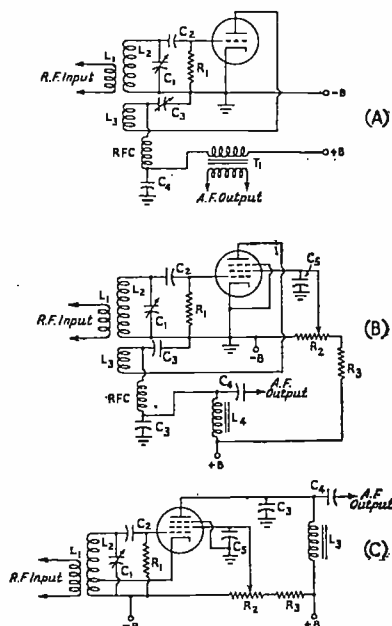 C₂
L₁
L₂
R.F. Input
C₁
R₁
-B
(A)
L₃
C₃
RFC
+B
T₁
C₄
A.F. Output
(B)
C₅
C₂
L₁
L₂
R.F. Input
C₁
R₁
R₂
-B
L₃
C₃
R₃
C₄
A.F. Output
RFC
L₄
C₃
+B
C₄
A.F. Output
C₂
C₃
L₁
L₂
C₅
L₃
(C)
R.F. Input
C₁
R₁
R₂
R₃
-B
+B